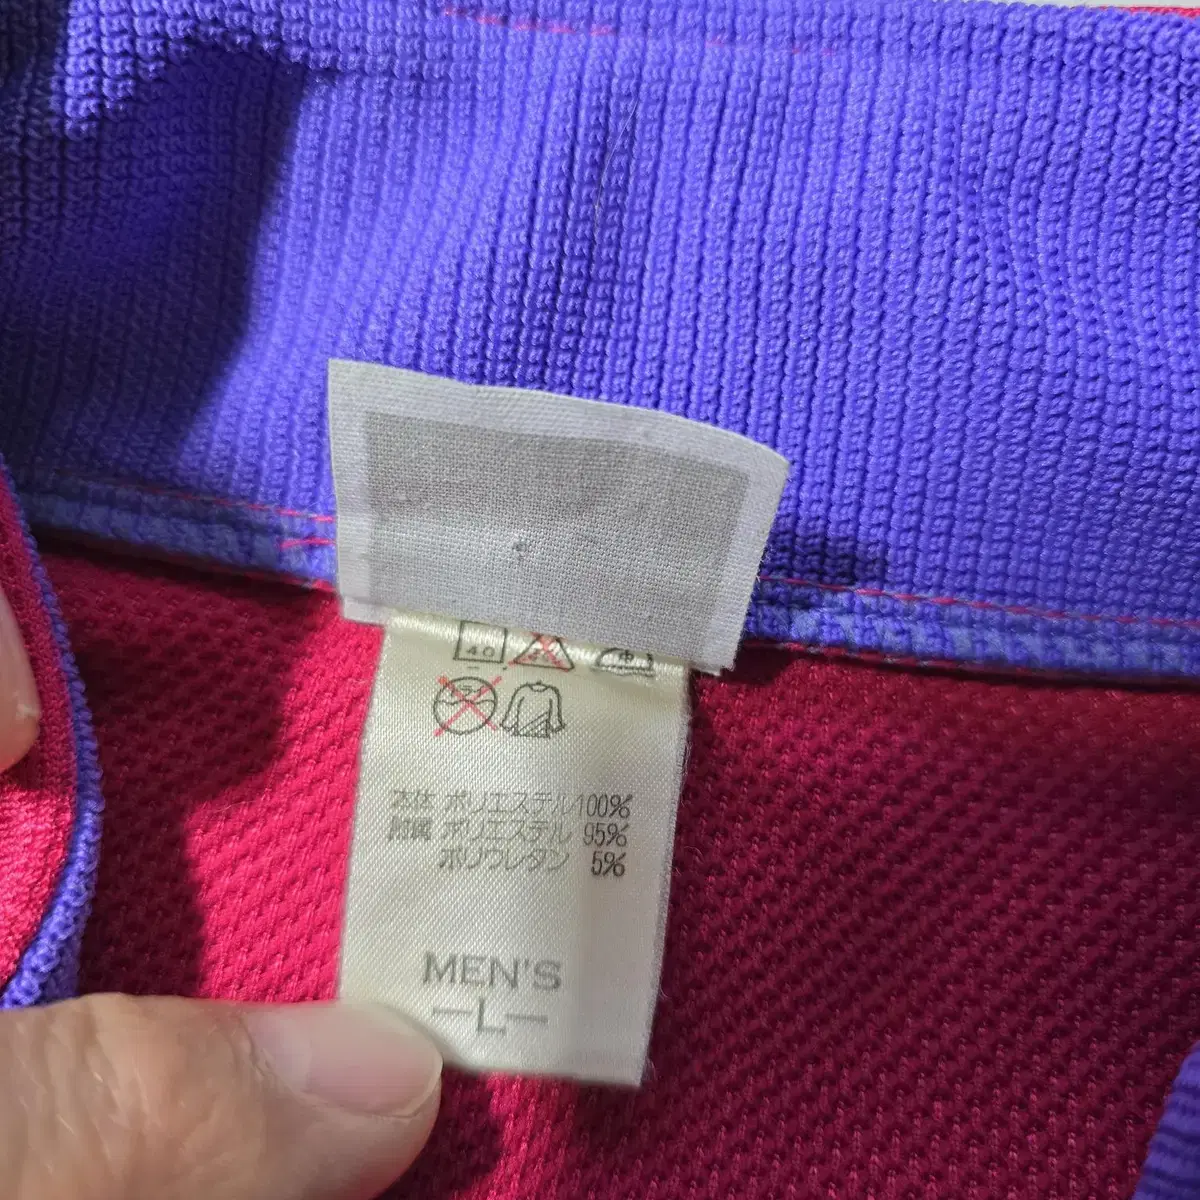 40
中
本体 ポリエステル100%
附属 ポリエステル 95%
ポリウレタン 5%
MEN'S
—L—